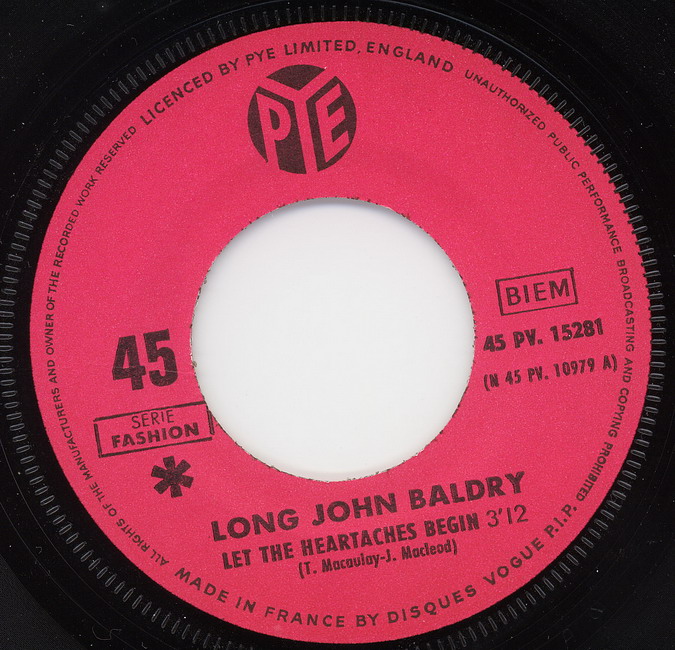 ALL RIGHTS OF THE MANUFACTURERS AND OWNER OF THE RECORDED WORK RESERVED LICENCED BY PYE LIMITED, ENGLAND UNAUTHORIZED PUBLIC PERFORMANCE BROADCASTING AND COPYING PROHIBITED
PYE
BIEM
45 PV. 15281
(N 45 PV. 10979 A)
45
SERIE
FASHION
*
LONG JOHN BALDRY
LET THE HEARTACHES BEGIN 3'12
(T. Macaulay-J. Macleod)
MADE IN FRANCE BY DISQUES VOGUE P.I.P.